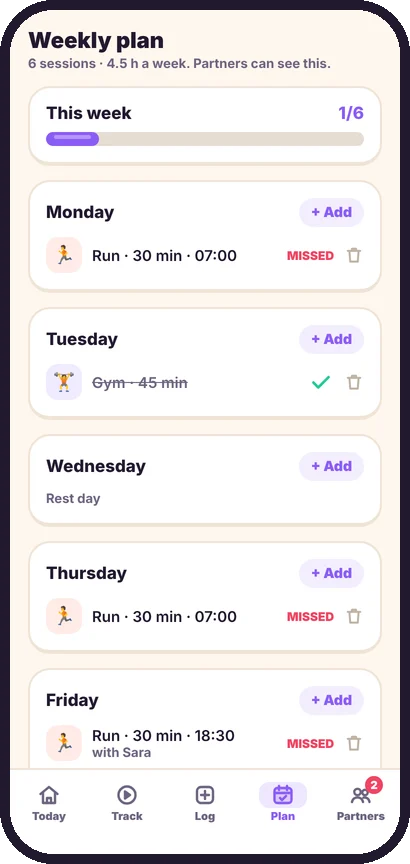 Weekly plan
6 sessions · 4.5 h a week. Partners can see this.
This week 1/6
Monday + Add
Run · 30 min · 07:00 MISSED
Tuesday + Add
Gym · 45 min
Wednesday + Add
Rest day
Thursday + Add
Run · 30 min · 07:00 MISSED
Friday + Add
Run · 30 min · 18:30 MISSED
with Sara
2
Today Track Log Plan Partners